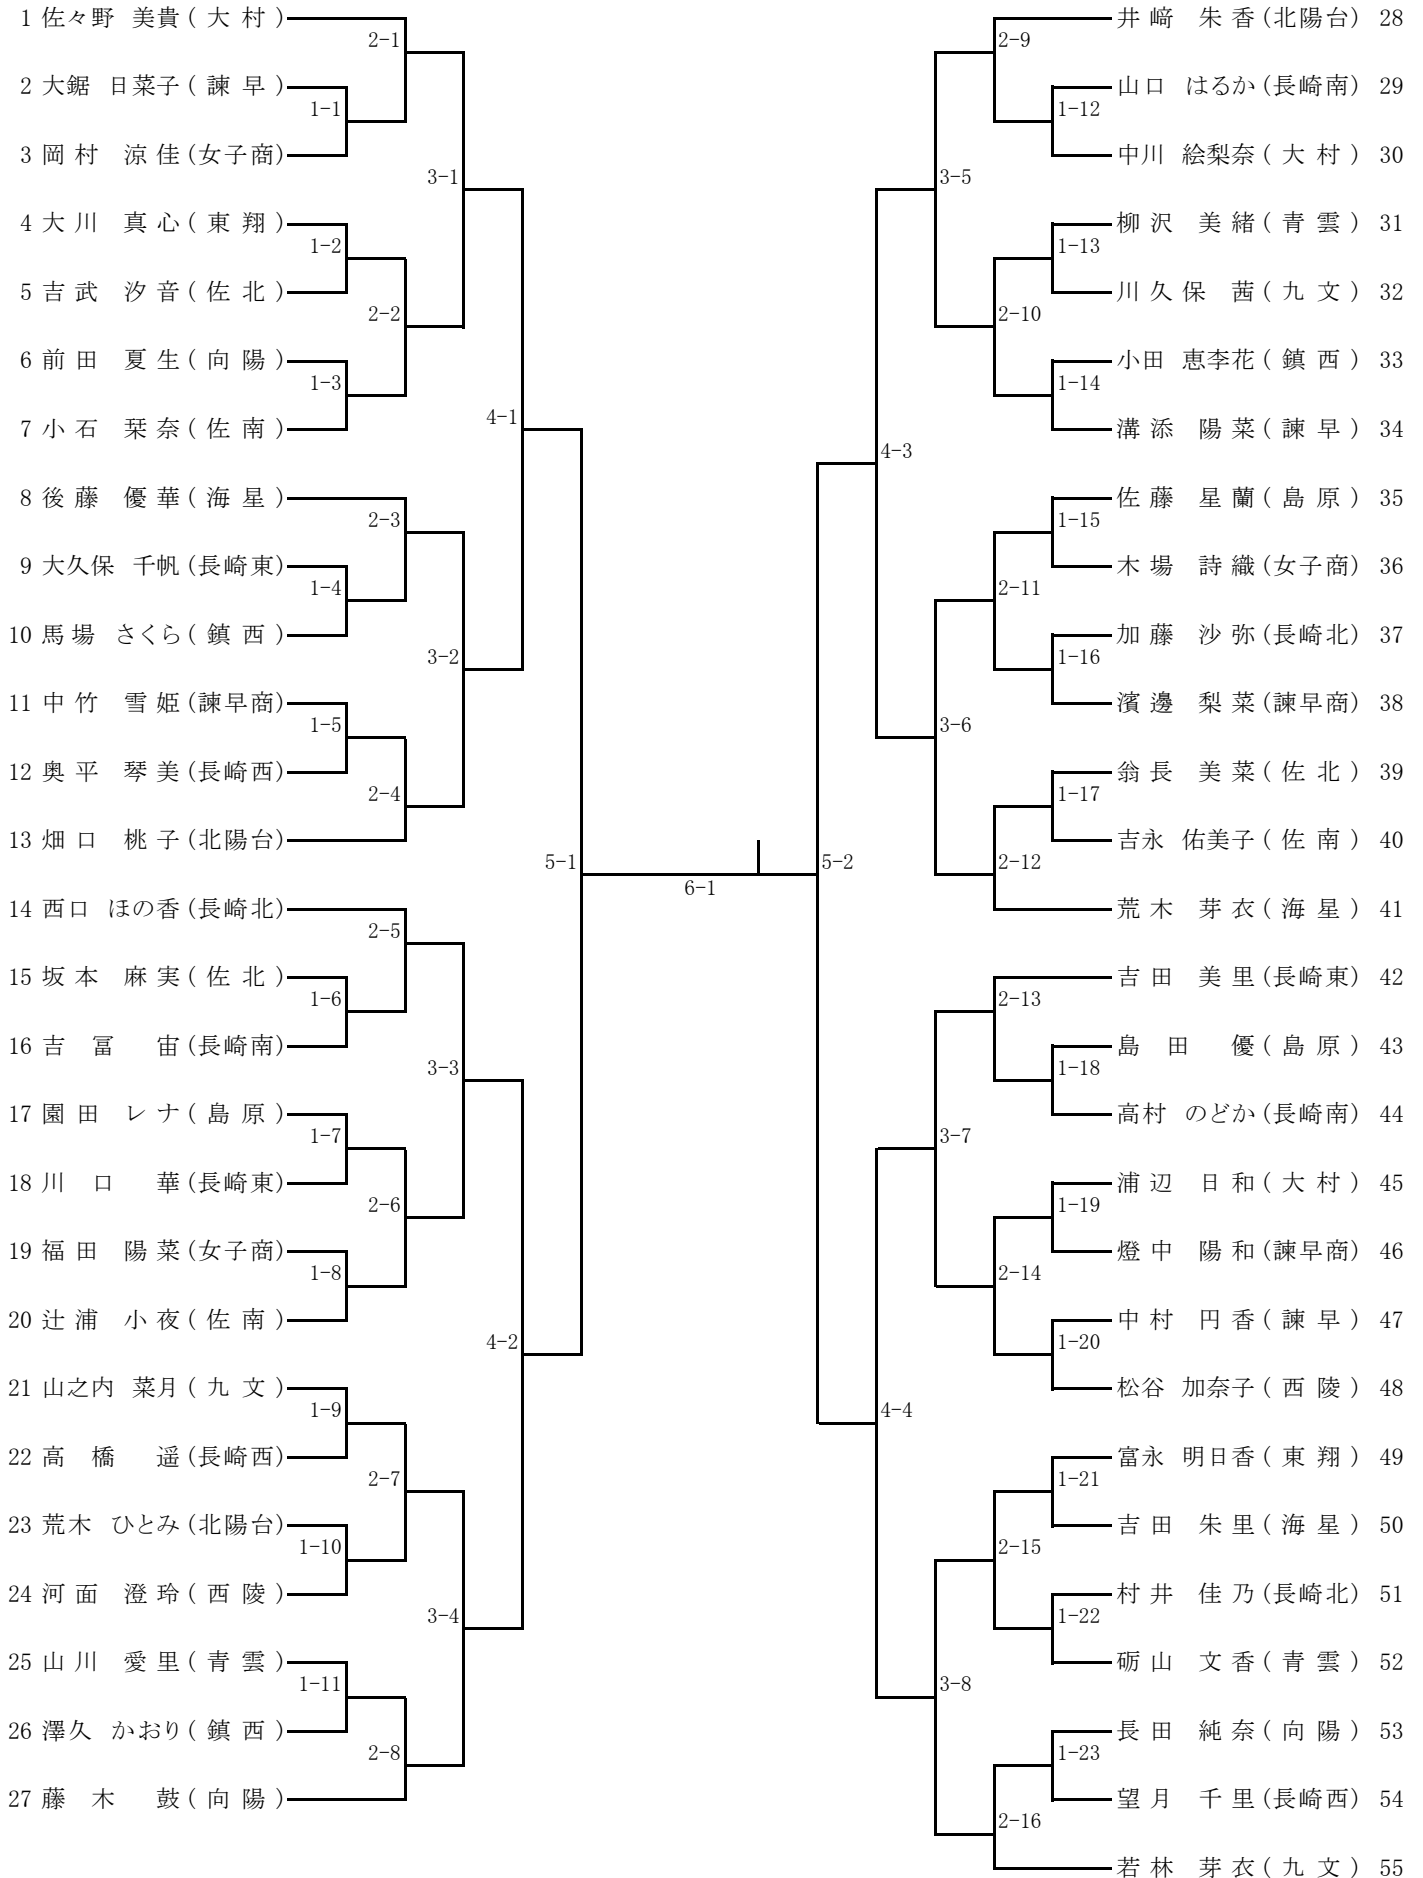 1 佐々野 美貴 ( 大 村 )
2-1
2 大鋸 日菜子 ( 諫 早 )
1-1
3 岡 村 涼 佳 (女子商)
3-1
4 大 川 真 心 ( 東 翔 )
1-2
5 吉 武 汐 音 ( 佐 北 )
2-2
6 前 田 夏 生 ( 向 陽 )
1-3
7 小 石 栞 奈 ( 佐 南 )
4-1
8 後 藤 優 華 ( 海 星 )
2-3
9 大久保 千帆 (長崎東)
1-4
10 馬場 さくら ( 鎮 西 )
3-2
11 中 竹 雪 姫 (諫早商)
1-5
12 奥 平 琴 美 (長崎西)
2-4
13 畑 口 桃 子 (北陽台)
5-1
14 西口 ほの香 (長崎北)
2-5
15 坂 本 麻 実 ( 佐 北 )
1-6
16 吉 冨 宙 (長崎南)
3-3
17 園 田 レ ナ ( 島 原 )
1-7
18 川 口 華 (長崎東)
2-6
19 福 田 陽 菜 (女子商)
1-8
20 辻 浦 小 夜 ( 佐 南 )
4-2
21 山之内 菜月 ( 九 文 )
1-9
22 高 橋 遥 (長崎西)
2-7
23 荒木 ひとみ (北陽台)
1-10
24 河 面 澄 玲 ( 西 陵 )
3-4
25 山 川 愛 里 ( 青 雲 )
1-11
26 澤久 かおり ( 鎮 西 )
2-8
27 藤 木 鼓 ( 向 陽 )
6-1
井 﨑 朱 香 (北陽台) 28
2-9
山口 はるか (長崎南) 29
1-12
中川 絵梨奈 ( 大 村 ) 30
3-5
柳 沢 美 緒 ( 青 雲 ) 31
1-13
川 久 保 茜 ( 九 文 ) 32
2-10
小田 恵李花 ( 鎮 西 ) 33
1-14
溝 添 陽 菜 ( 諫 早 ) 34
4-3
佐 藤 星 蘭 ( 島 原 ) 35
1-15
木 場 詩 織 (女子商) 36
2-11
加 藤 沙 弥 (長崎北) 37
1-16
濱 邊 梨 菜 (諫早商) 38
3-6
翁 長 美 菜 ( 佐 北 ) 39
1-17
吉永 佑美子 ( 佐 南 ) 40
2-12
荒 木 芽 衣 ( 海 星 ) 41
5-2
吉 田 美 里 (長崎東) 42
2-13
島 田 優 ( 島 原 ) 43
1-18
高村 のどか (長崎南) 44
3-7
浦 辺 日 和 ( 大 村 ) 45
1-19
燈 中 陽 和 (諫早商) 46
2-14
中 村 円 香 ( 諫 早 ) 47
1-20
松谷 加奈子 ( 西 陵 ) 48
4-4
富永 明日香 ( 東 翔 ) 49
1-21
吉 田 朱 里 ( 海 星 ) 50
2-15
村 井 佳 乃 (長崎北) 51
1-22
砺 山 文 香 ( 青 雲 ) 52
3-8
長 田 純 奈 ( 向 陽 ) 53
1-23
望 月 千 里 (長崎西) 54
2-16
若 林 芽 衣 ( 九 文 ) 55